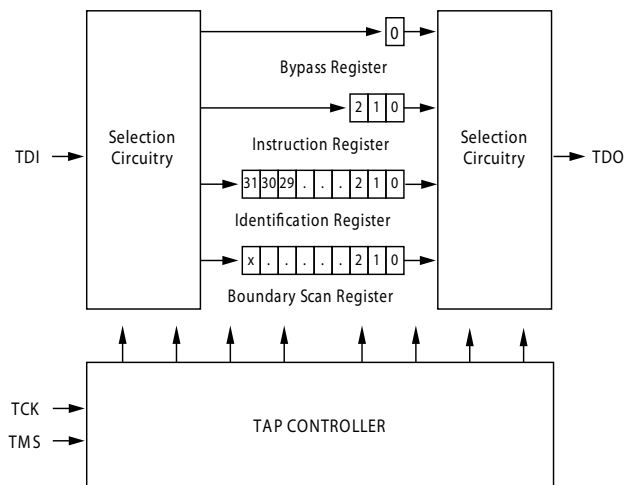 0
Bypass Register
2 1 0
Selection
Circuitry
Selection
Circuitry
TDI
TDO
Instruction Register
31 30 29 . . . 2 1 0
Identification Register
x . . . . . 2 1 0
Boundary Scan Register
TCK
TMS
TAP CONTROLLER